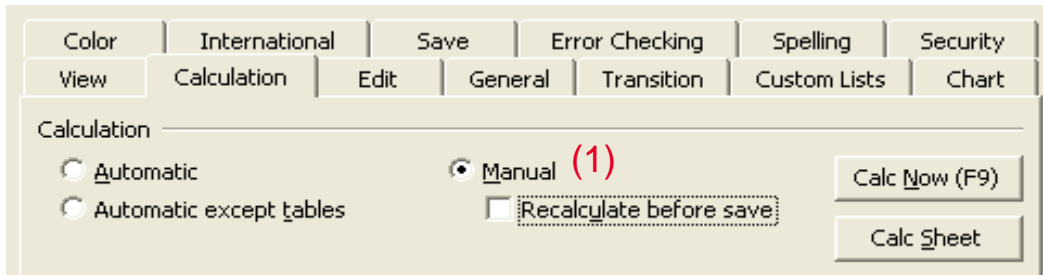 Color International Save Error Checking Spelling Security
View Calculation Edit General Transition Custom Lists Chart
Calculation
Automatic Manual (1) Calc Now (F9)
Automatic except tables Recalculate before save
Calc Sheet